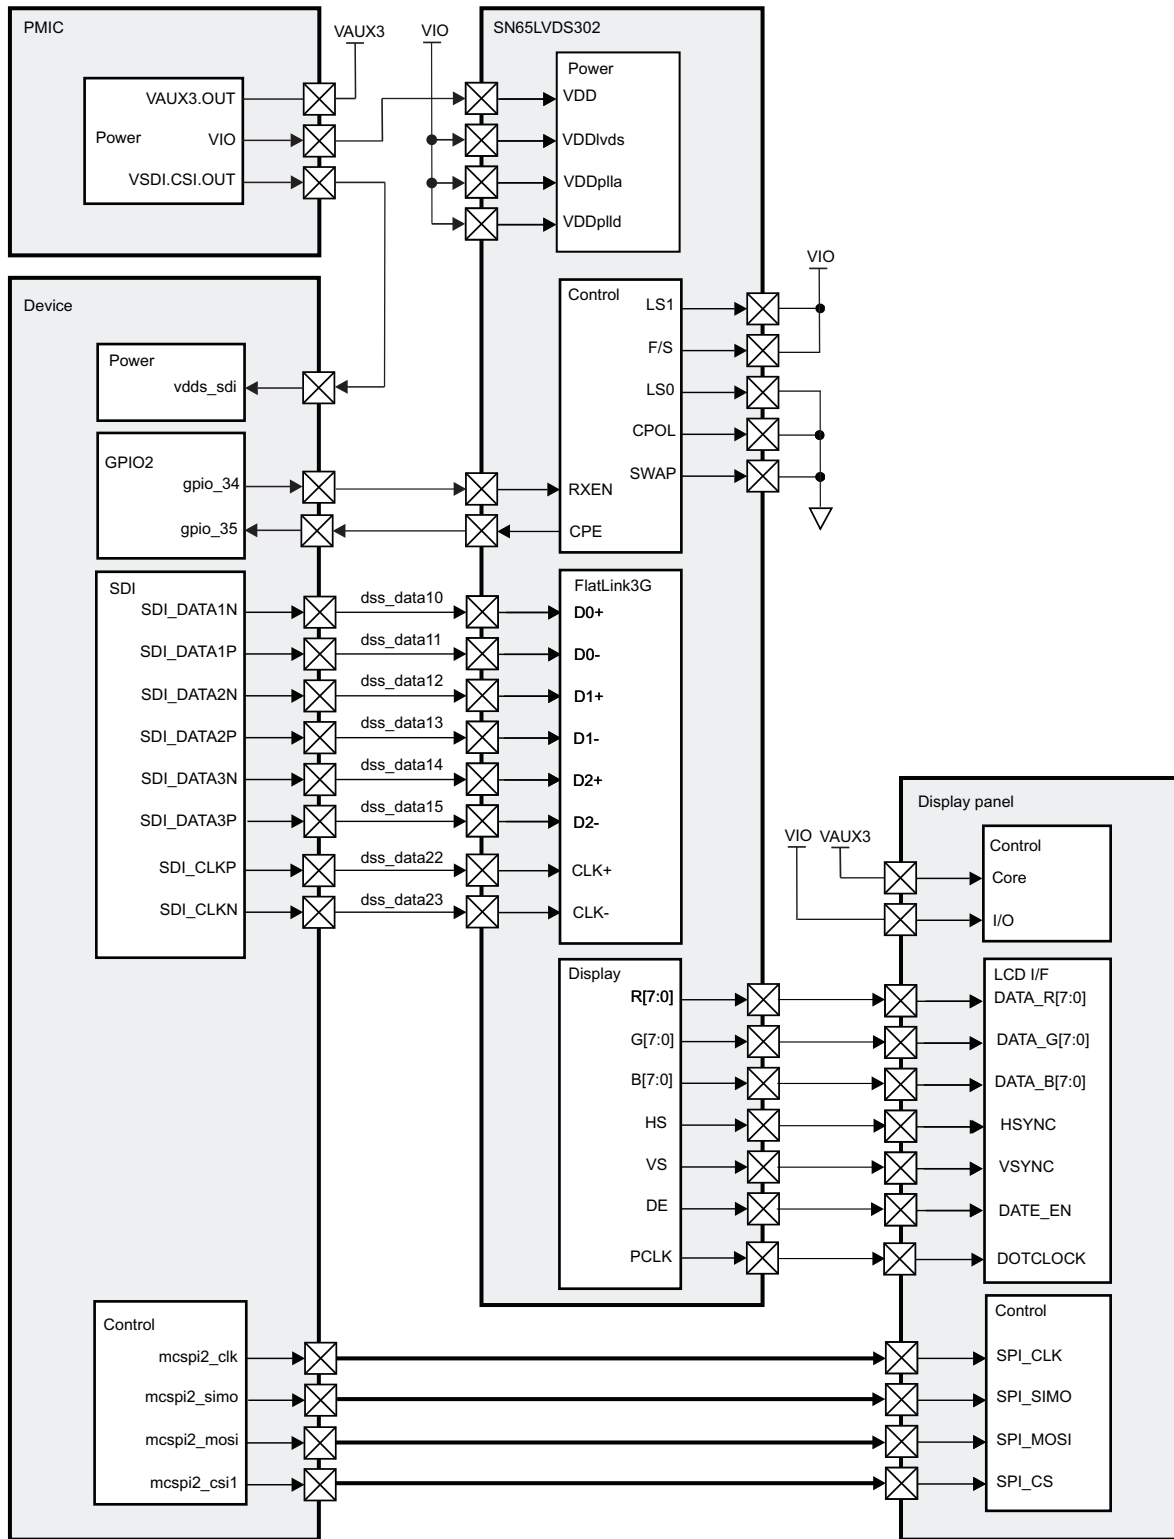 PMIC
VAUX3
VIO
SN65LVDS302
VAUX3.OUT
Power
VIO
VSDI.CSI.OUT
Power
VDD
VDDlvds
VDDplla
VDDplld
VIO
Device
Control
LS1
F/S
LS0
CPOL
SWAP
RXEN
CPE
Power
vdds_sdi
GPIO2
gpio_34
gpio_35
SDI
SDI_DATA1N
SDI_DATA1P
SDI_DATA2N
SDI_DATA2P
SDI_DATA3N
SDI_DATA3P
SDI_CLKP
SDI_CLKN
dss_data10
dss_data11
dss_data12
dss_data13
dss_data14
dss_data15
dss_data22
dss_data23
FlatLink3G
D0+
D0-
D1+
D1-
D2+
D2-
CLK+
CLK-
Display
R[7:0]
G[7:0]
B[7:0]
HS
VS
DE
PCLK
Display panel
VIO
VAUX3
Control
Core
I/O
LCD I/F
DATA_R[7:0]
DATA_G[7:0]
DATA_B[7:0]
HSYNC
VSYNC
DATE_EN
DOTCLOCK
Control
mcspi2_clk
mcspi2_simo
mcspi2_mosi
mcspi2_csi1
Control
SPI_CLK
SPI_SIMO
SPI_MOSI
SPI_CS